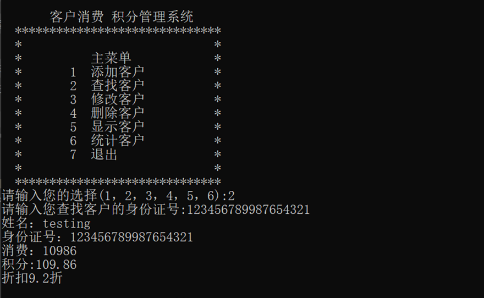 客户消费 积分管理系统
******************************
* *
* 主菜单 *
* 1 添加客户 *
* 2 查找客户 *
* 3 修改客户 *
* 4 删除客户 *
* 5 显示客户 *
* 6 统计客户 *
* 7 退出 *
* *
******************************
请输入您的选择(1, 2, 3, 4, 5, 6):2
请输入您查找客户的身份证号:123456789987654321
姓名: testing
身份证号: 123456789987654321
消费: 10986
积分:109.86
折扣9.2折